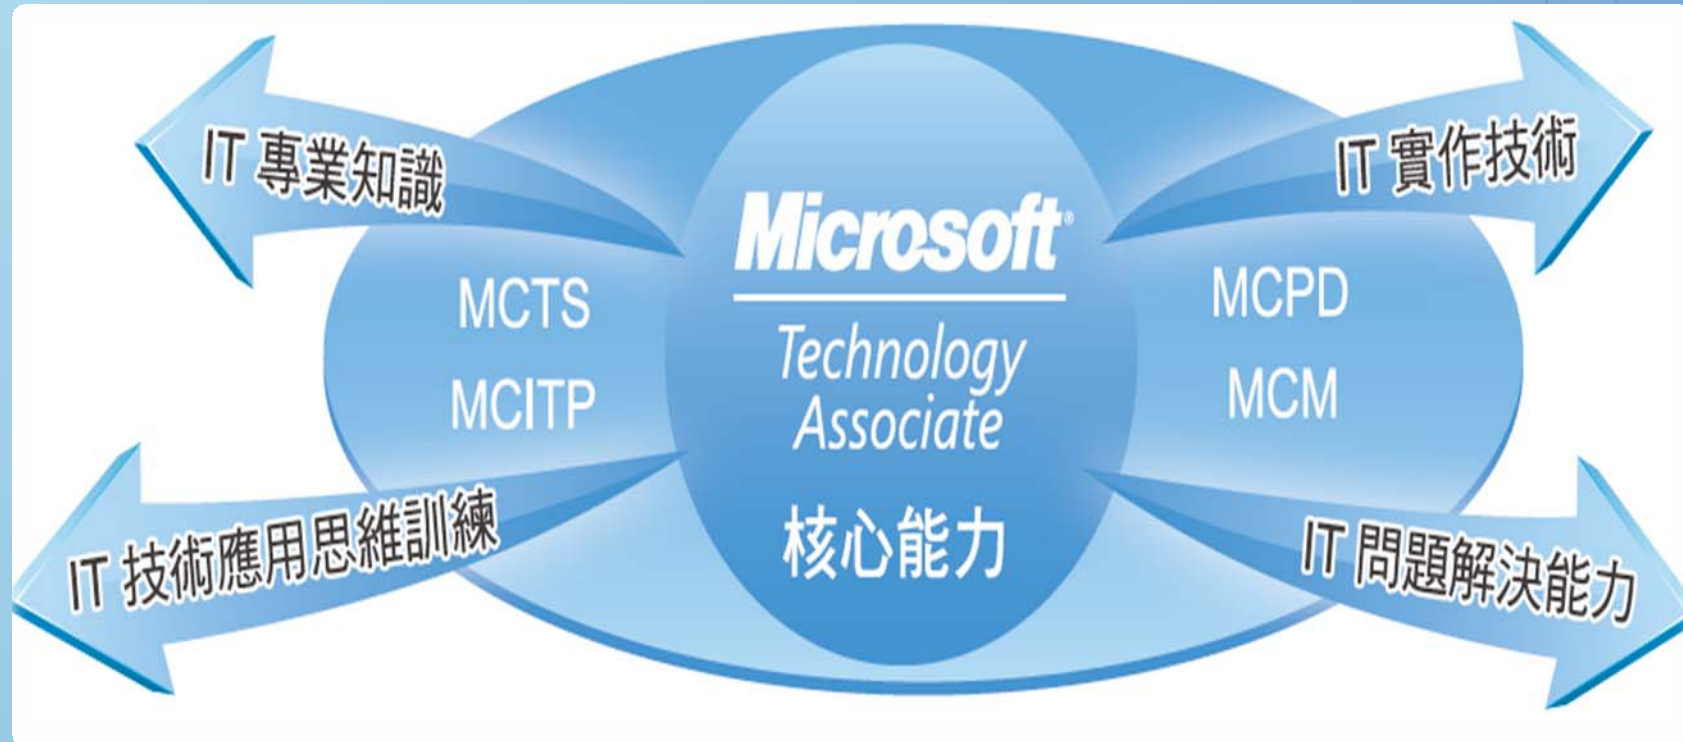 IT 專業知識
IT 實作技術
MCTS
MCITP
Microsoft®
Technology
Associate
核心能力
MCPD
MCM
IT 技術應用思維訓練
IT 問題解決能力